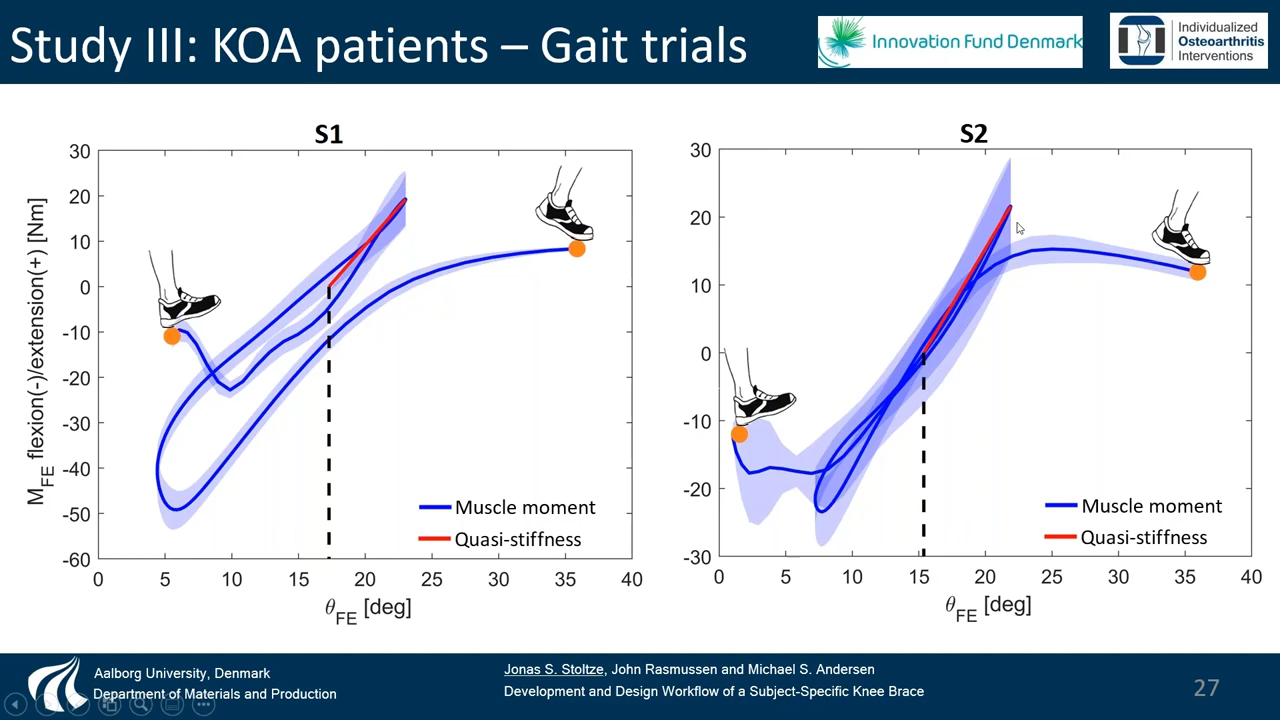 Study III: KOA patients – Gait trials
Innovation Fund Denmark
Individualized
Osteoarthritis
Interventions
S1
30
20
10
0
-10
-20
-30
-40
-50
-60
0 5 10 15 20 25 30 35 40
M_FE flexion(-)/extension(+) [Nm]
θ_FE [deg]
Muscle moment
Quasi-stiffness
S2
30
20
10
0
-10
-20
-30
0 5 10 15 20 25 30 35 40
θ_FE [deg]
Muscle moment
Quasi-stiffness
Aalborg University, Denmark
Department of Materials and Production
Jonas S. Stoltze, John Rasmussen and Michael S. Andersen
Development and Design Workflow of a Subject-Specific Knee Brace
27